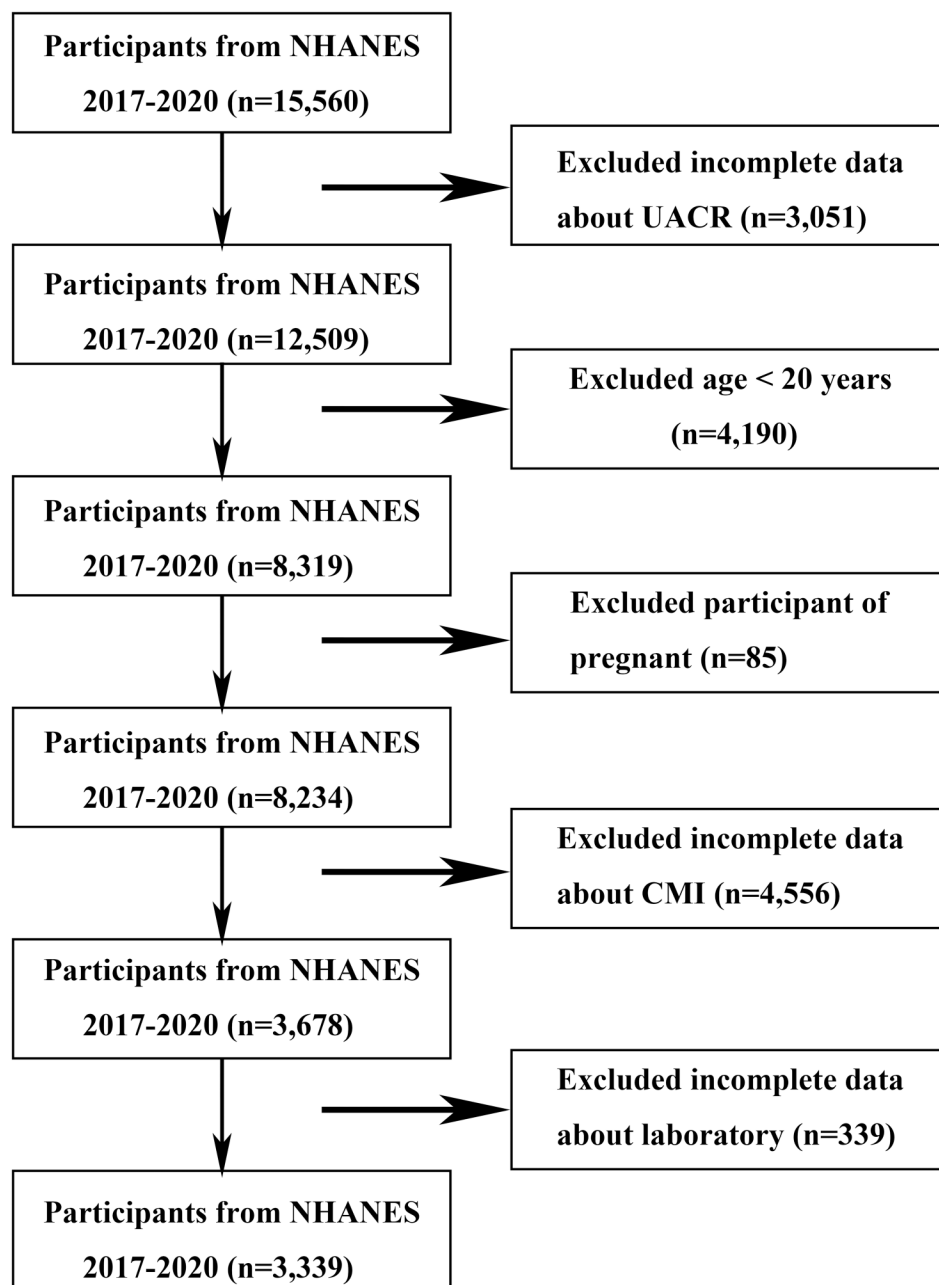 Participants from NHANES
2017-2020 (n=15,560)
Excluded incomplete data
about UACR (n=3,051)
Participants from NHANES
2017-2020 (n=12,509)
Excluded age < 20 years
(n=4,190)
Participants from NHANES
2017-2020 (n=8,319)
Excluded participant of
pregnant (n=85)
Participants from NHANES
2017-2020 (n=8,234)
Excluded incomplete data
about CMI (n=4,556)
Participants from NHANES
2017-2020 (n=3,678)
Excluded incomplete data
about laboratory (n=339)
Participants from NHANES
2017-2020 (n=3,339)